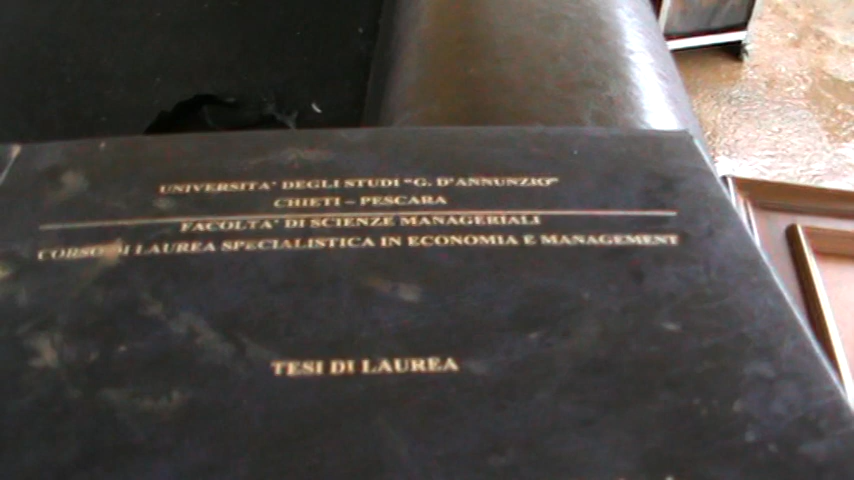 UNIVERSITA' DEGLI STUDI "G. D'ANNUNZIO"
CHIETI - PESCARA
FACOLTA' DI SCIENZE MANAGERIALI
CORSO DI LAUREA SPECIALISTICA IN ECONOMIA E MANAGEMENT
TESI DI LAUREA